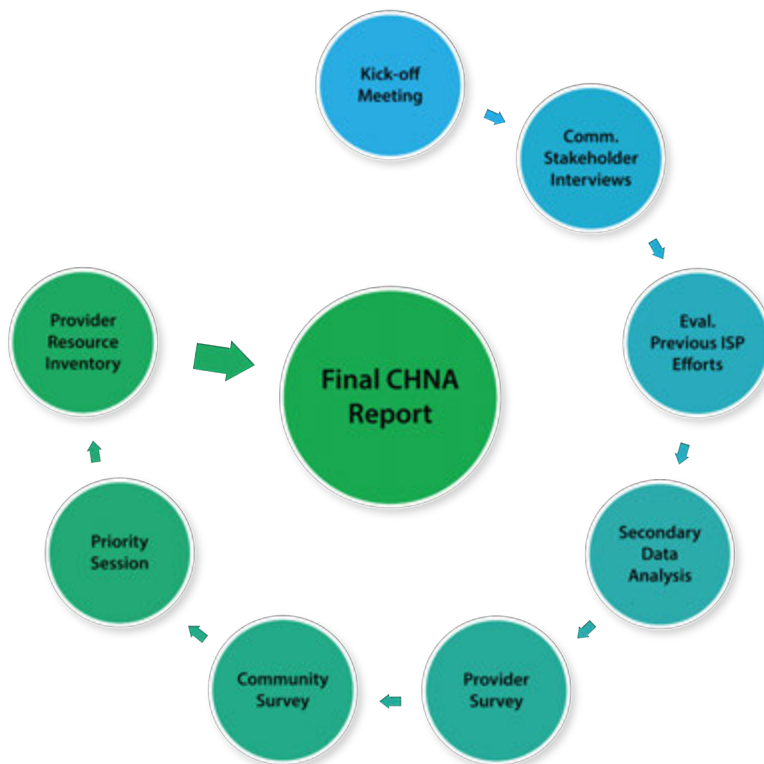 Kick-off
Meeting
Comm.
Stakeholder
Interviews
Eval.
Previous ISP
Efforts
Secondary
Data
Analysis
Provider
Survey
Community
Survey
Priority
Session
Provider
Resource
Inventory
Final CHNA
Report